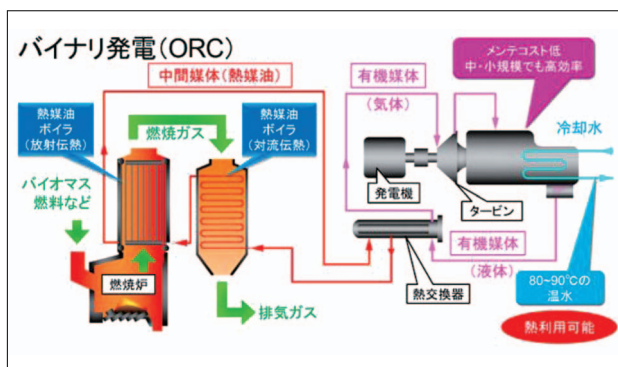 バイナリ発電(ORC)
中間媒体(熱媒油)
熱媒油
ボイラ
(放射伝熱)
燃焼ガス
熱媒油
ボイラ
(対流伝熱)
バイオマス
燃料など
燃焼炉
排気ガス
有機媒体
(気体)
メンテコスト低
中・小規模でも高効率
冷却水
発電機
タービン
有機媒体
(液体)
熱交換器
80~90℃の
温水
熱利用可能